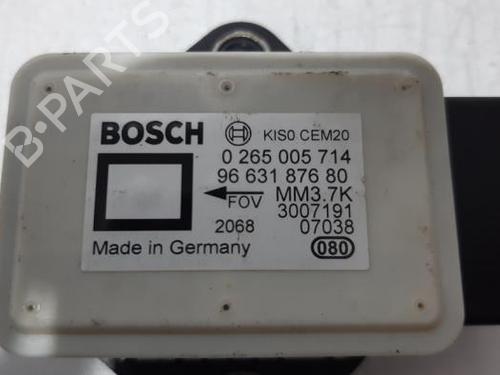 BOSCH KIS0 CEM20
0 265 005 714
96 631 876 80
FOV MM3.7K
3007191
2068 07038
Made in Germany 080
B-PARTS